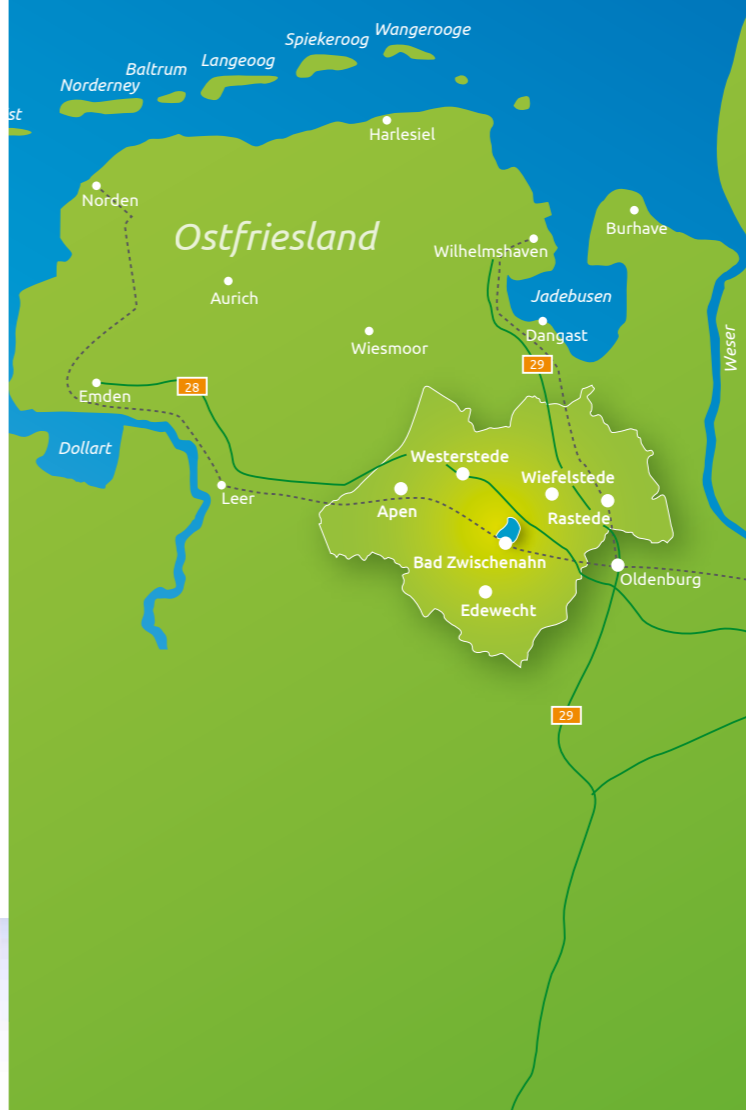 Wangerooge
Spiekeroog
Langeoog
Baltrum
Norderney
st
Harlesiel
Norden
Ostfriesland
Burhave
Wilhelmshaven
Aurich
Jadebusen
Dangast
Wiesmoor
Weser
29
28
Emden
Dollart
Westerstede
Wiefelstede
Leer
Apen
Rastede
Bad Zwischenahn
Oldenburg
Edewecht
29